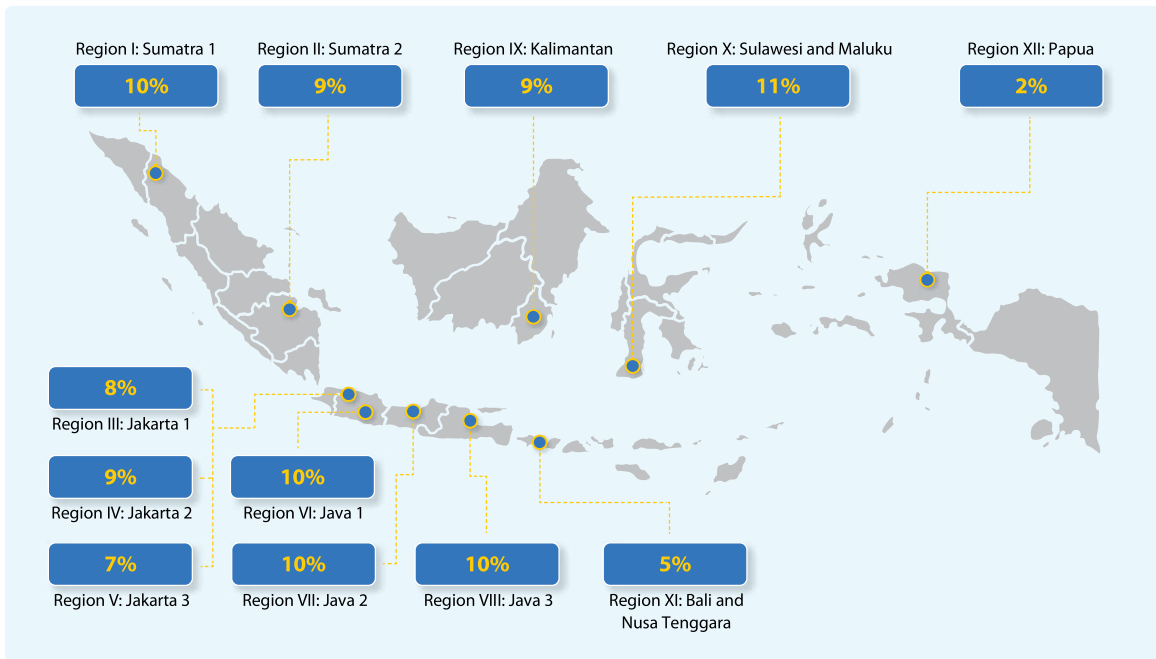 Region I: Sumatra 1
10%
Region II: Sumatra 2
9%
Region IX: Kalimantan
9%
Region X: Sulawesi and Maluku
11%
Region XII: Papua
2%
8%
Region III: Jakarta 1
9%
Region IV: Jakarta 2
7%
Region V: Jakarta 3
10%
Region VI: Java 1
10%
Region VII: Java 2
10%
Region VIII: Java 3
5%
Region XI: Bali and
Nusa Tenggara